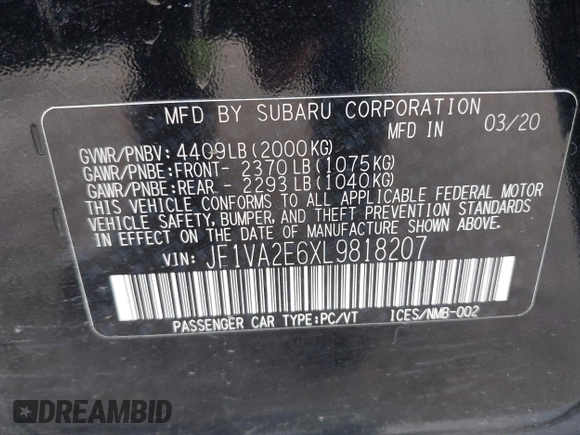 MFD BY SUBARU CORPORATION
MFD IN 03/20
GVWR/PNBV: 4409LB(2000KG)
GAWR/PNBE:FRONT- 2370LB(1075KG)
GAWR/PNBE:REAR - 2293LB(1040KG)
THIS VEHICLE CONFORMS TO ALL APPLICABLE FEDERAL MOTOR
VEHICLE SAFETY, BUMPER, AND THEFT PREVENTION STANDARDS
IN EFFECT ON THE DATE OF MANUFACTURE SHOWN ABOVE.
VIN: JF1VA2E6XL9818207
PASSENGER CAR TYPE:PC/VT ICES/NMB-002
DREAMBID